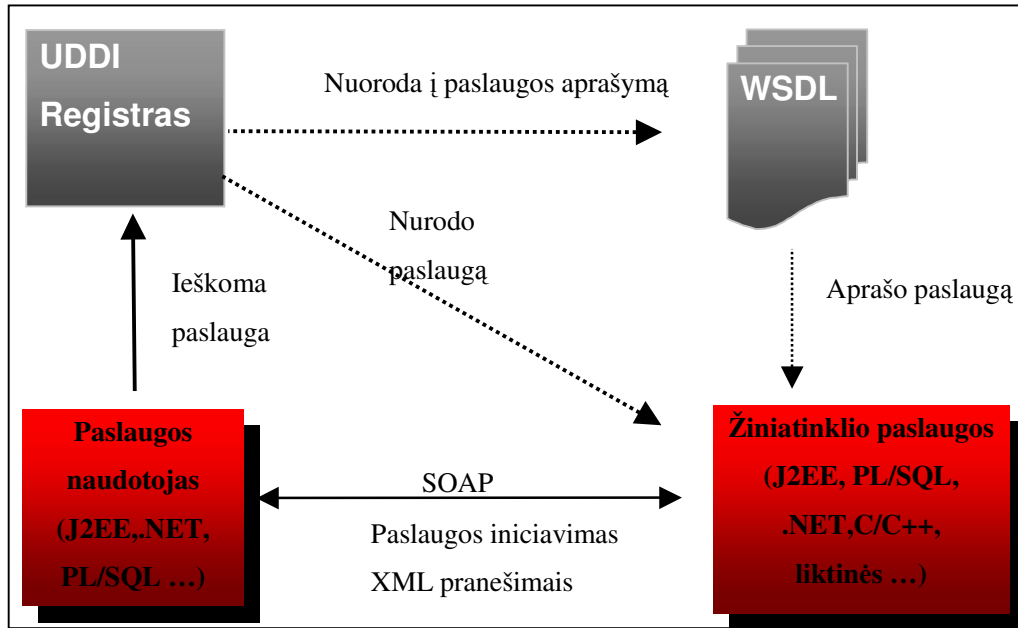 UDDI
Registras
Nuoroda į paslaugos aprašymą
WSDL
Nurodo
paslaugą
Ieškoma
paslauga
Aprašo paslaugą
Paslaugos
naudotojas
(J2EE,.NET,
PL/SQL …)
SOAP
Paslaugos iniciavimas
XML pranešimais
Žiniatinklio paslaugos
(J2EE, PL/SQL,
.NET,C/C++,
liktinės …)